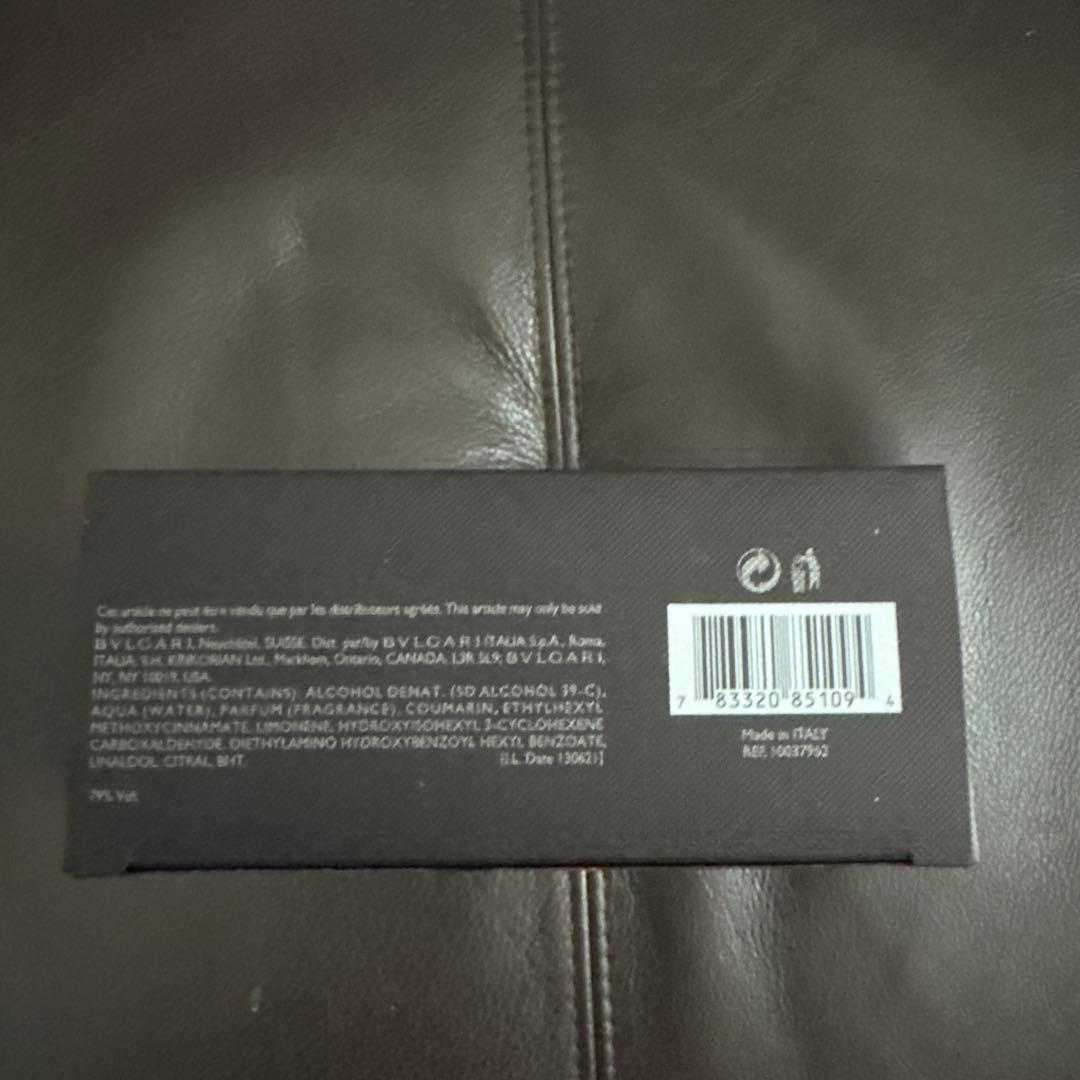 Cet article ne peut être vendu que par les distributeurs agréés. This article may only be sold
by authorized dealers.
BVLGARI, Neuchâtel, SUISSE. Dist. par/by BVLGARI ITALIA S.p.A., Roma,
ITALIA. S.H. KRIKORIAN Ltd., Markham, Ontario, CANADA L3R 5L9; BVLGARI,
NY, NY 10019, USA.
INGREDIENTS (CONTAINS): ALCOHOL DENAT. (SD ALCOHOL 39-C),
AQUA (WATER), PARFUM (FRAGRANCE), COUMARIN, ETHYLHEXYL
METHOXYCINNAMATE, LIMONENE, HYDROXYISOHEXYL 3-CYCLOHEXENE
CARBOXALDEHYDE, DIETHYLAMINO HYDROXYBENZOYL HEXYL BENZOATE,
LINALOOL, CITRAL, BHT. [I.L. Date 130621]
79% Vol.
7 83320 85109 4
Made in ITALY
REF. 10037962